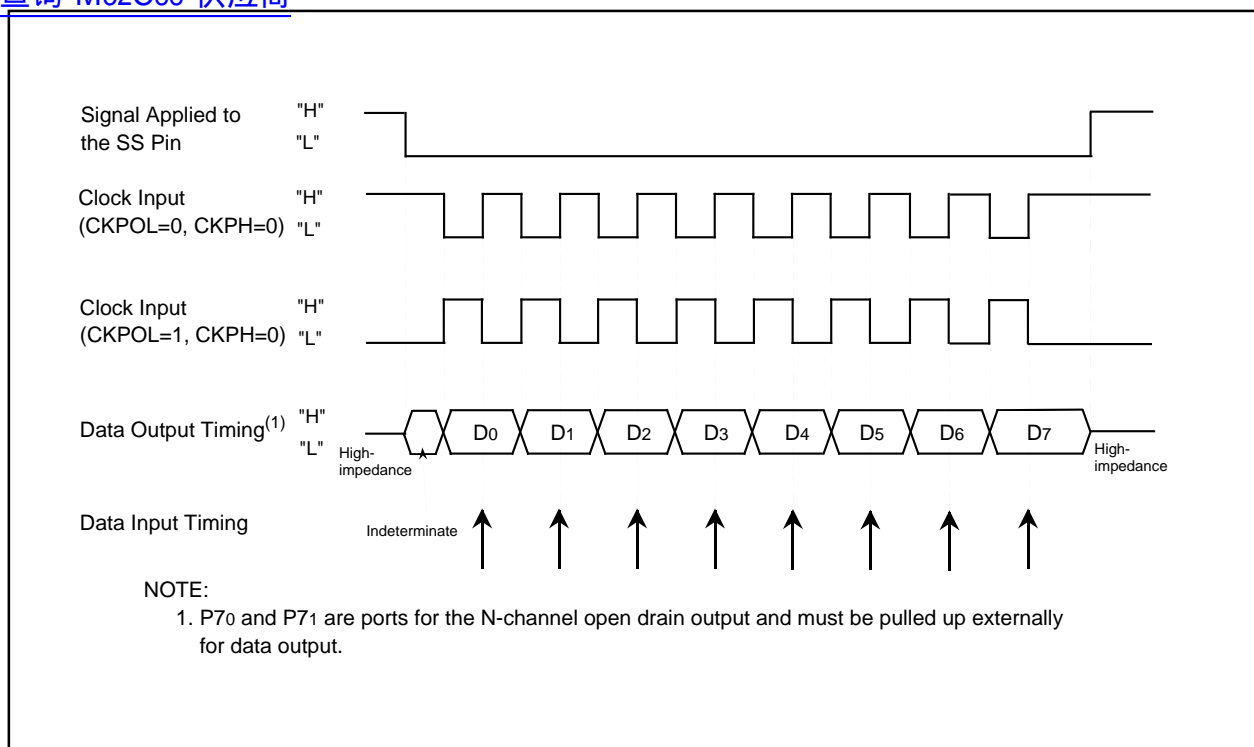 Signal Applied to the SS Pin "H" "L"
Clock Input (CKPOL=0, CKPH=0) "H" "L"
Clock Input (CKPOL=1, CKPH=0) "H" "L"
Data Output Timing(1) "H" "L"
High-impedance
D0 D1 D2 D3 D4 D5 D6 D7
High-impedance
Data Input Timing
Indeterminate
NOTE:
1. P70 and P71 are ports for the N-channel open drain output and must be pulled up externally
for data output.